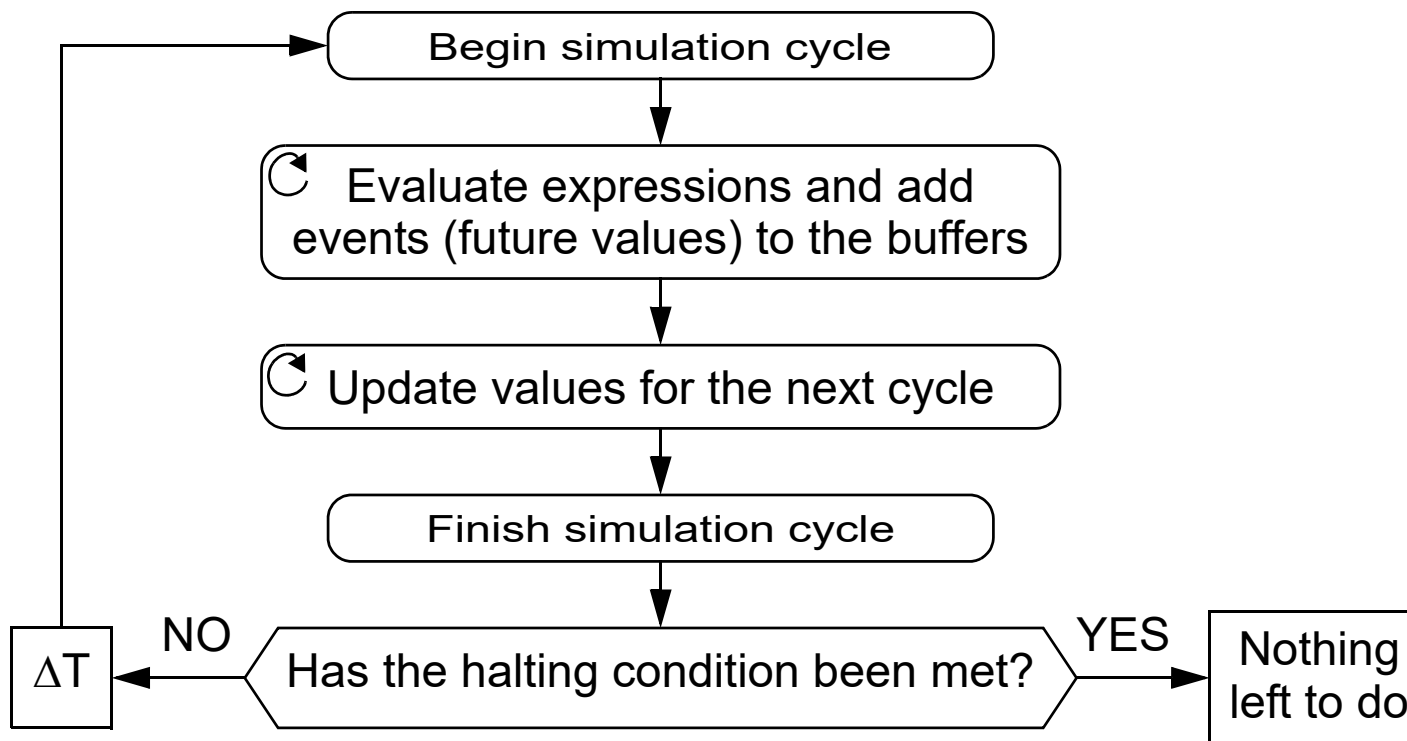 Begin simulation cycle
Evaluate expressions and add
events (future values) to the buffers
Update values for the next cycle
Finish simulation cycle
ΔT
NO
Has the halting condition been met?
YES
Nothing
left to do